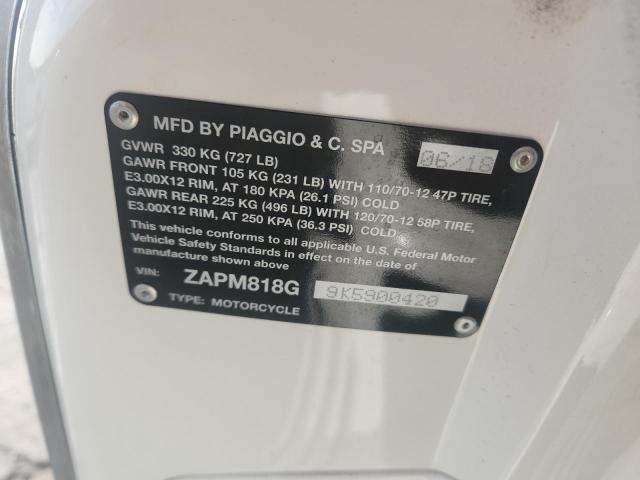 MFD BY PIAGGIO & C. SPA 06/18
GVWR 330 KG (727 LB)
GAWR FRONT 105 KG (231 LB) WITH 110/70-12 47P TIRE,
E3.00X12 RIM, AT 180 KPA (26.1 PSI) COLD
GAWR REAR 225 KG (496 LB) WITH 120/70-12 58P TIRE,
E3.00X12 RIM, AT 250 KPA (36.3 PSI) COLD.
This vehicle conforms to all applicable U.S. Federal Motor
Vehicle Safety Standards in effect on the date of
manufacture shown above
VIN: ZAPM818G 9K5900420
TYPE: MOTORCYCLE